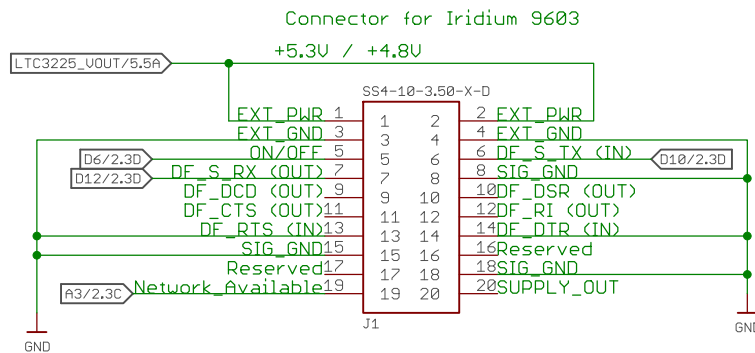 Connector for Iridium 9603
+5.3V / +4.8V
LTC3225_VOUT/5.5A
SS4-10-3.50-X-D
EXT_PWR 1 1 2 2 EXT_PWR
EXT_GND 3 3 4 4 EXT_GND
D6/2.3D ON/OFF 5 5 6 6 DF_S_TX (IN) D10/2.3D
D12/2.3D DF_S_RX (OUT) 7 7 8 8 SIG_GND
DF_DCD (OUT) 9 9 10 10 DF_DSR (OUT)
DF_CTS (OUT) 11 11 12 12 DF_RI (OUT)
DF_RTS (IN) 13 13 14 14 DF_DTR (IN)
SIG_GND 15 15 16 16 Reserved
Reserved 17 17 18 18 SIG_GND
A3/2.3C Network_Available 19 19 20 20 SUPPLY_OUT
J1
GND GND